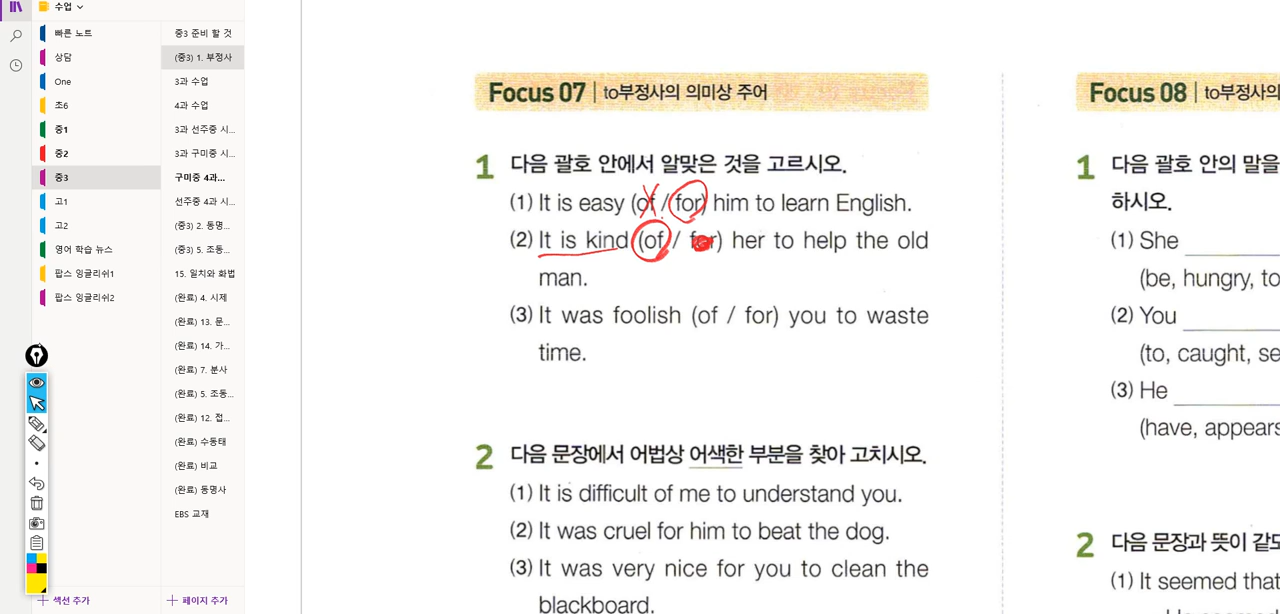 수업
빠른 노트
상담
One
초6
중1
중2
중3
고1
고2
영어 학습 뉴스
팝스 잉글리쉬1
팝스 잉글리쉬2
섹션 추가
중3 준비 할 것
(중3) 1. 부정사
3과 수업
4과 수업
3과 선주중 시...
3과 구미중 시...
구미중 4과...
선주중 4과 시...
(중3) 2. 동명...
(중3) 5. 조동...
15. 일치와 화법
(완료) 4. 시제
(완료) 13. 문...
(완료) 14. 가...
(완료) 7. 분사
(완료) 5. 조동...
(완료) 12. 접...
(완료) 수동태
(완료) 비교
(완료) 동명사
EBS 교재
페이지 추가
Focus 07 | to부정사의 의미상 주어
1 다음 괄호 안에서 알맞은 것을 고르시오.
(1) It is easy (of / for) him to learn English.
(2) It is kind (of / for) her to help the old
man.
(3) It was foolish (of / for) you to waste
time.
2 다음 문장에서 어법상 어색한 부분을 찾아 고치시오.
(1) It is difficult of me to understand you.
(2) It was cruel for him to beat the dog.
(3) It was very nice for you to clean the
blackboard.
Focus 08 | to부정사의
1 다음 괄호 안의 말을
하시오.
(1) She
(be, hungry, to
(2) You
(to, caught, se
(3) He
(have, appears
2 다음 문장과 뜻이 같도
(1) It seemed that